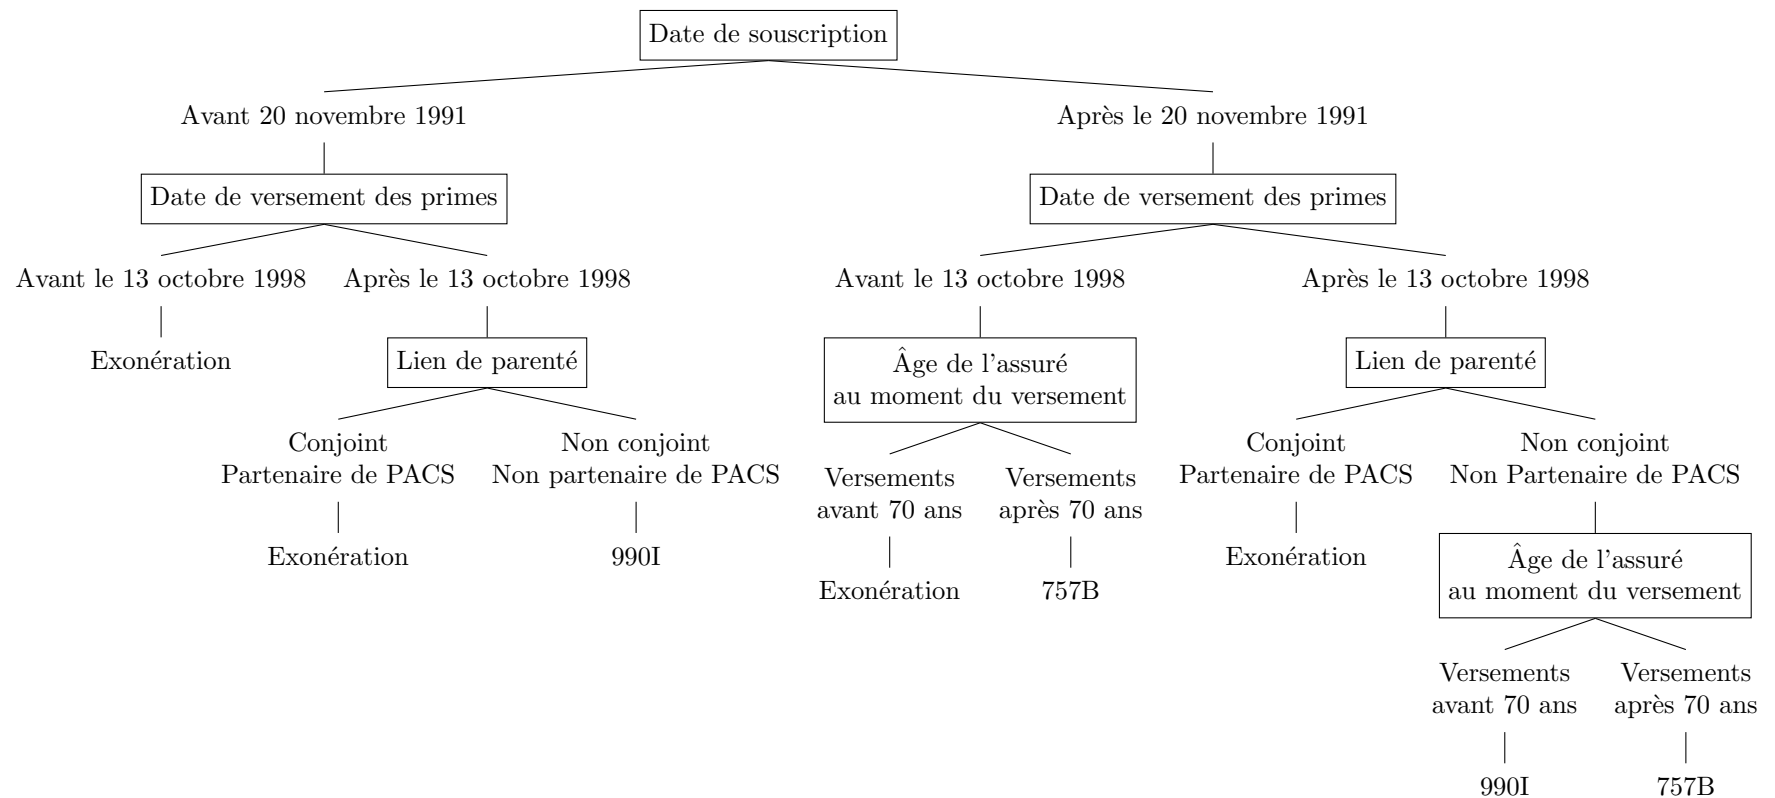 Date de souscription
Avant 20 novembre 1991
Après le 20 novembre 1991
Date de versement des primes
Date de versement des primes
Avant le 13 octobre 1998
Après le 13 octobre 1998
Avant le 13 octobre 1998
Après le 13 octobre 1998
Exonération
Lien de parenté
Âge de l'assuré
au moment du versement
Lien de parenté
Conjoint
Partenaire de PACS
Non conjoint
Non partenaire de PACS
Versements
avant 70 ans
Versements
après 70 ans
Conjoint
Partenaire de PACS
Non conjoint
Non Partenaire de PACS
Exonération
990I
Exonération
757B
Exonération
Âge de l'assuré
au moment du versement
Versements
avant 70 ans
Versements
après 70 ans
990I
757B